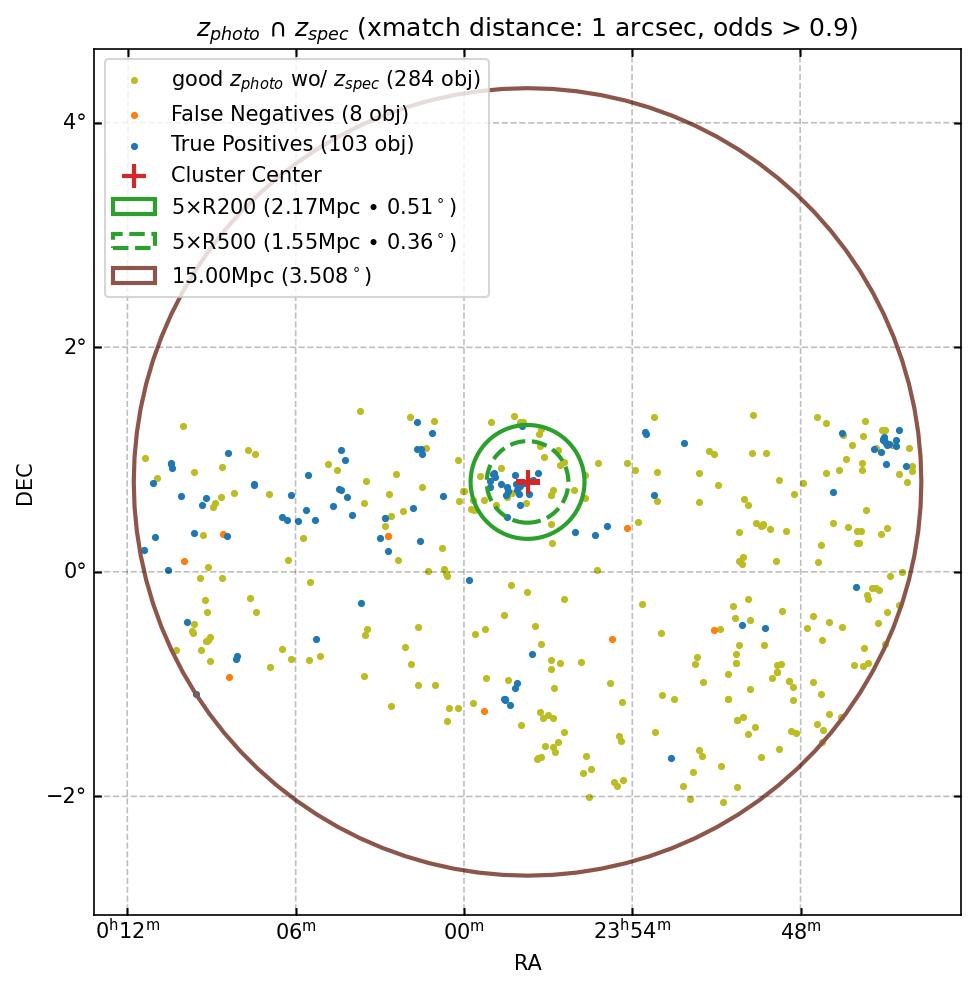 z_photo ∩ z_spec (xmatch distance: 1 arcsec, odds > 0.9)
good z_photo wo/ z_spec (284 obj)
False Negatives (8 obj)
True Positives (103 obj)
Cluster Center
5×R200 (2.17Mpc • 0.51°)
5×R500 (1.55Mpc • 0.36°)
15.00Mpc (3.508°)
4°
2°
0°
−2°
DEC
0ʰ12ᵐ 06ᵐ 00ᵐ 23ʰ54ᵐ 48ᵐ
RA